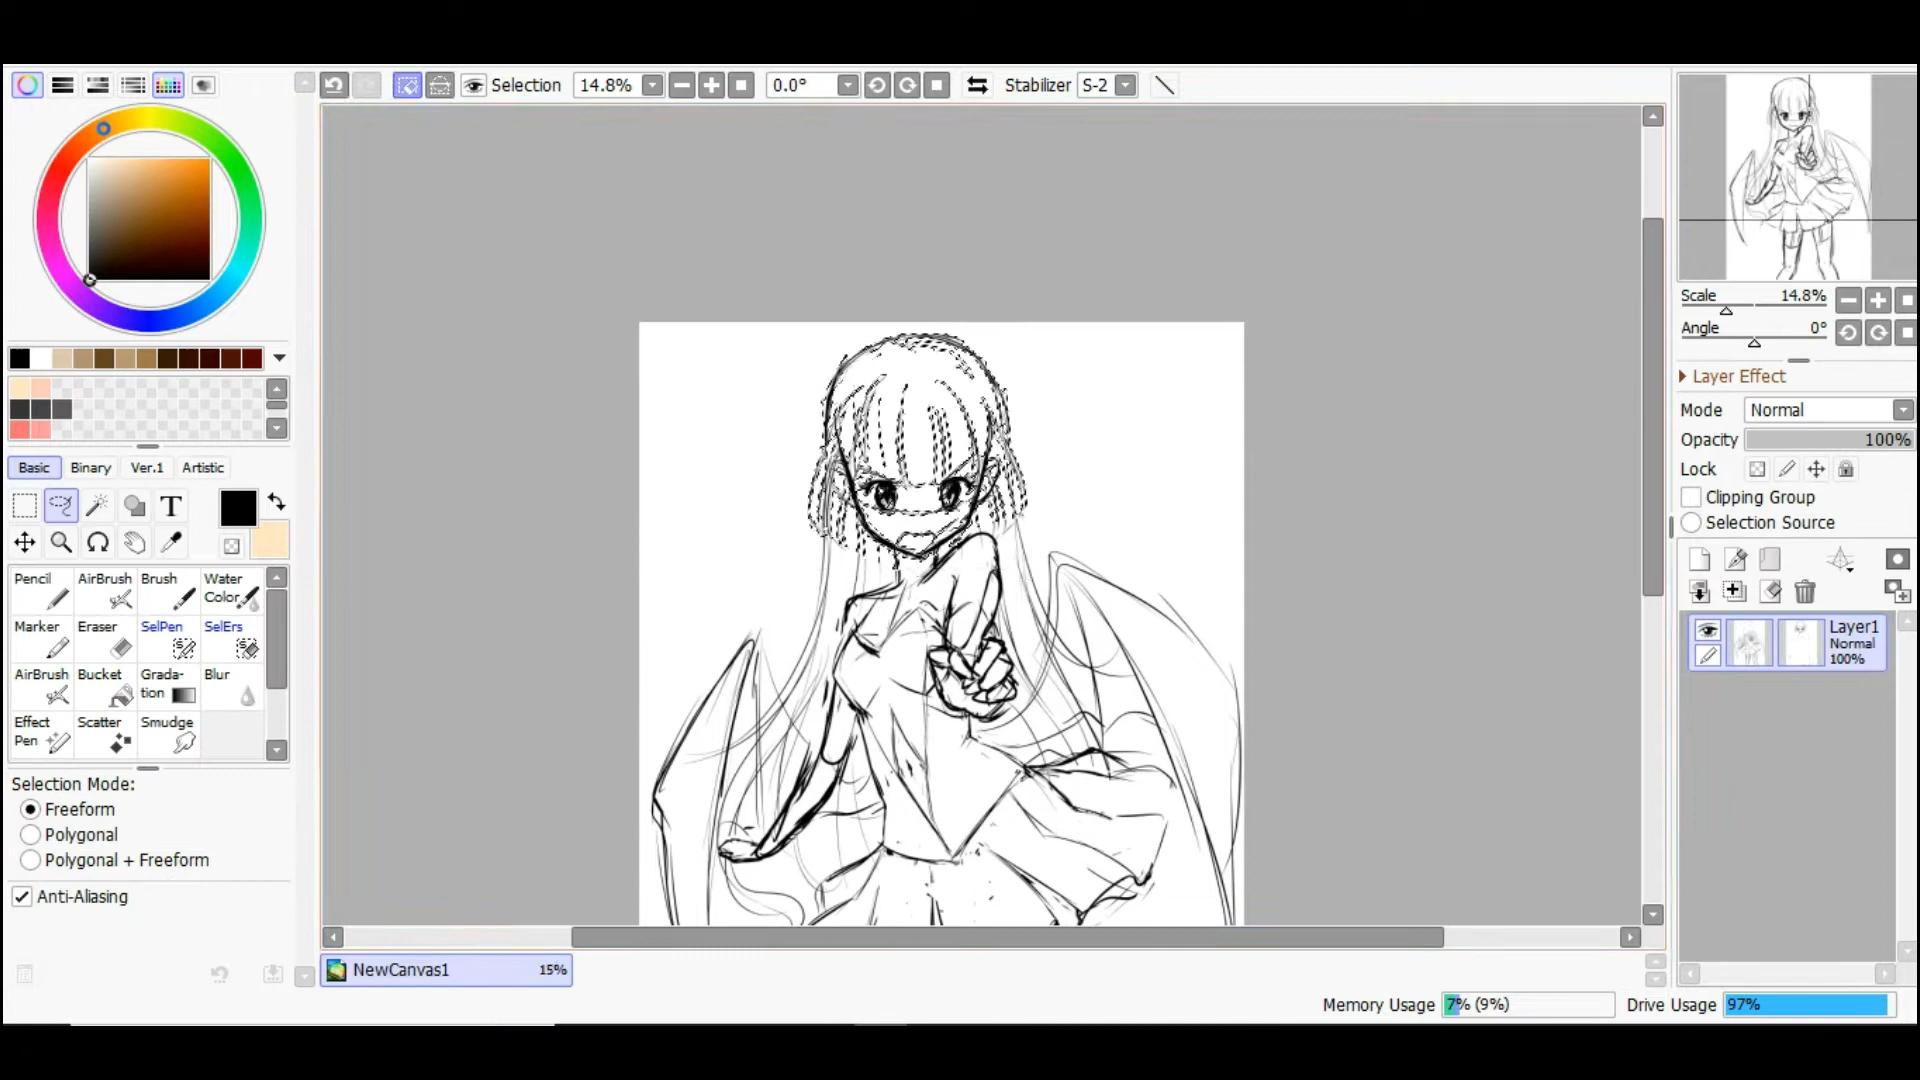 Selection 14.8% 0.0° Stabilizer S-2
Scale 14.8%
Angle 0°
Layer Effect
Mode Normal
Opacity 100%
Lock
Clipping Group
Selection Source
Layer1
Normal
100%
Basic Binary Ver.1 Artistic
T
Pencil AirBrush Brush Water
Color
Marker Eraser SelPen SelErs
AirBrush Bucket Grada-
tion Blur
Effect
Pen Scatter Smudge
Selection Mode:
Freeform
Polygonal
Polygonal + Freeform
Anti-Aliasing
NewCanvas1 15%
Memory Usage 7% (9%) Drive Usage 97%